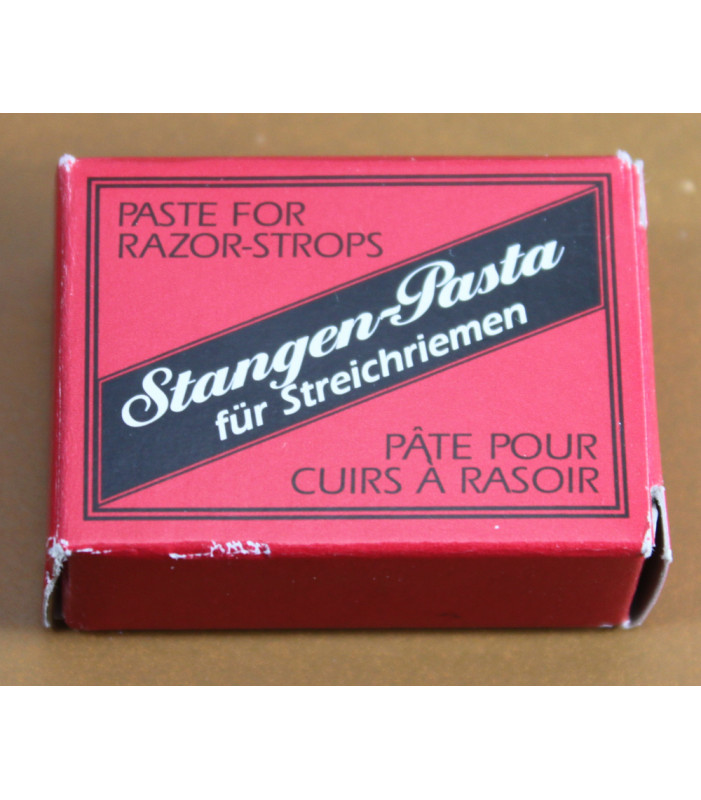 PASTE FOR
RAZOR-STROPS
Stangen-Pasta
für Streichriemen
PÂTE POUR
CUIRS À RASOIR